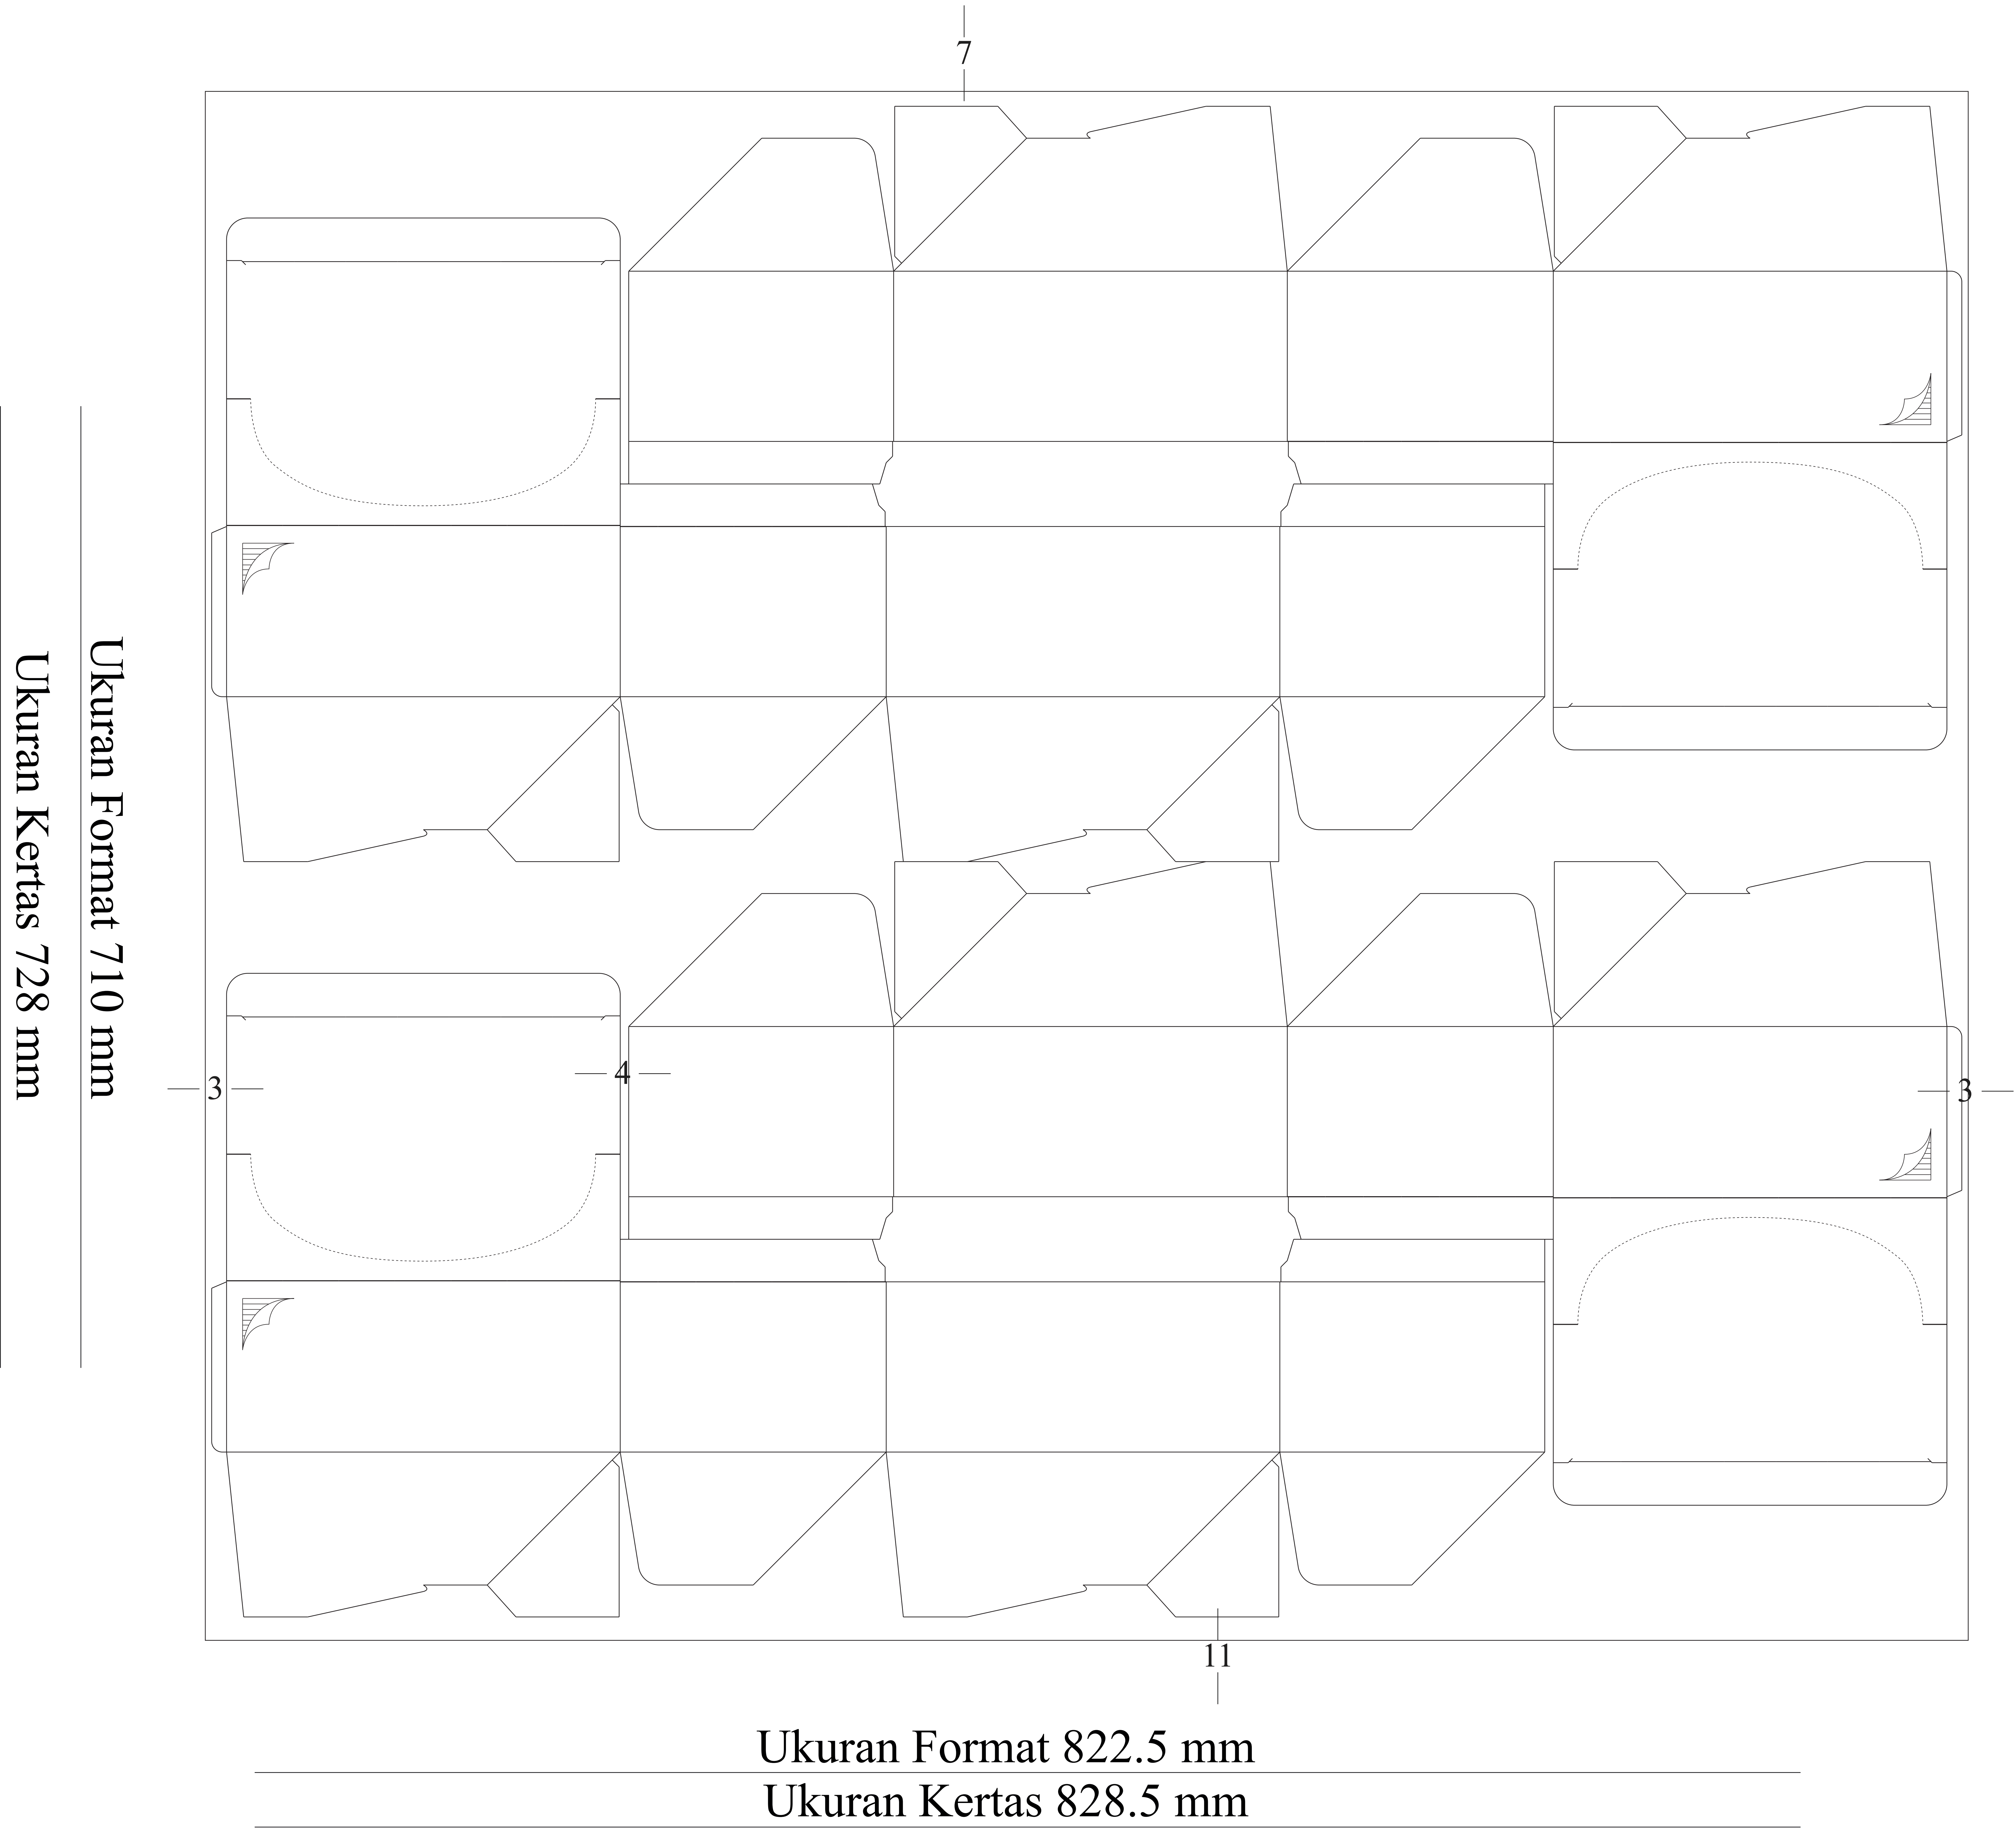 7
Ukuran Format 710 mm
Ukuran Kertas 728 mm
3
4
3
11
Ukuran Format 822.5 mm
Ukuran Kertas 828.5 mm